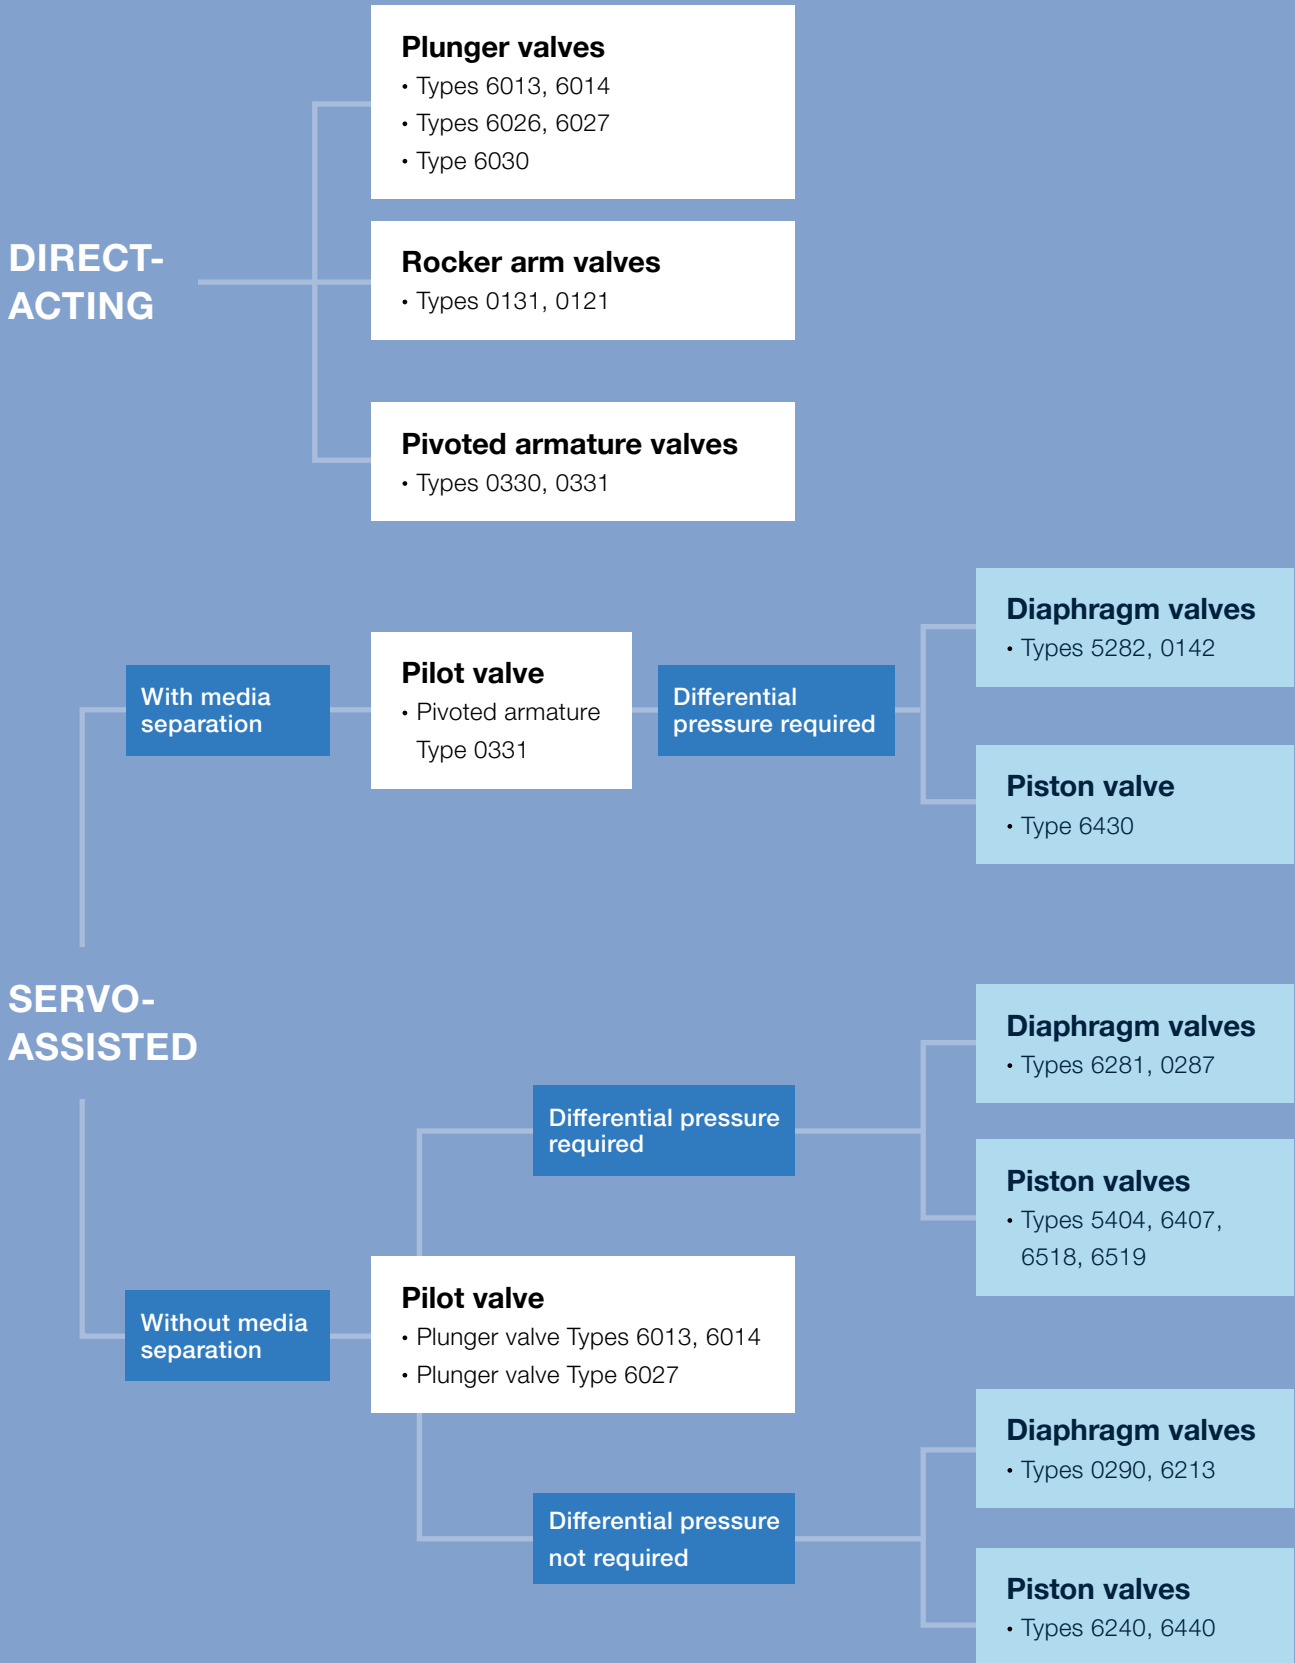 Plunger valves
• Types 6013, 6014
• Types 6026, 6027
• Type 6030
DIRECT-
ACTING
Rocker arm valves
• Types 0131, 0121
Pivoted armature valves
• Types 0330, 0331
With media
separation
Pilot valve
• Pivoted armature
Type 0331
Differential
pressure required
Diaphragm valves
• Types 5282, 0142
Piston valve
• Type 6430
SERVO-
ASSISTED
Without media
separation
Pilot valve
• Plunger valve Types 6013, 6014
• Plunger valve Type 6027
Differential pressure
required
Diaphragm valves
• Types 6281, 0287
Piston valves
• Types 5404, 6407,
6518, 6519
Differential pressure
not required
Diaphragm valves
• Types 0290, 6213
Piston valves
• Types 6240, 6440